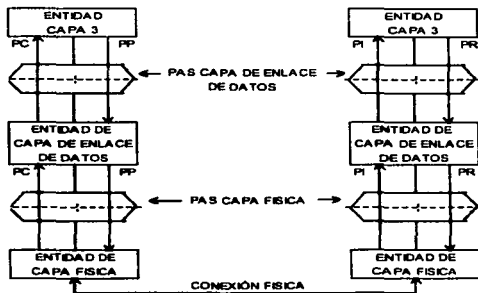 ENTIDAD
CAPA 3
PC
PP
ENTIDAD
CAPA 3
PI
PR
PAS CAPA DE ENLACE
DE DATOS
ENTIDAD DE
CAPA DE ENLACE
DE DATOS
PC
PP
ENTIDAD DE
CAPA DE ENLACE
DE DATOS
PI
PR
PAS CAPA FISICA
ENTIDAD DE
CAPA FISICA
ENTIDAD DE
CAPA FISICA
CONEXIÓN FISICA